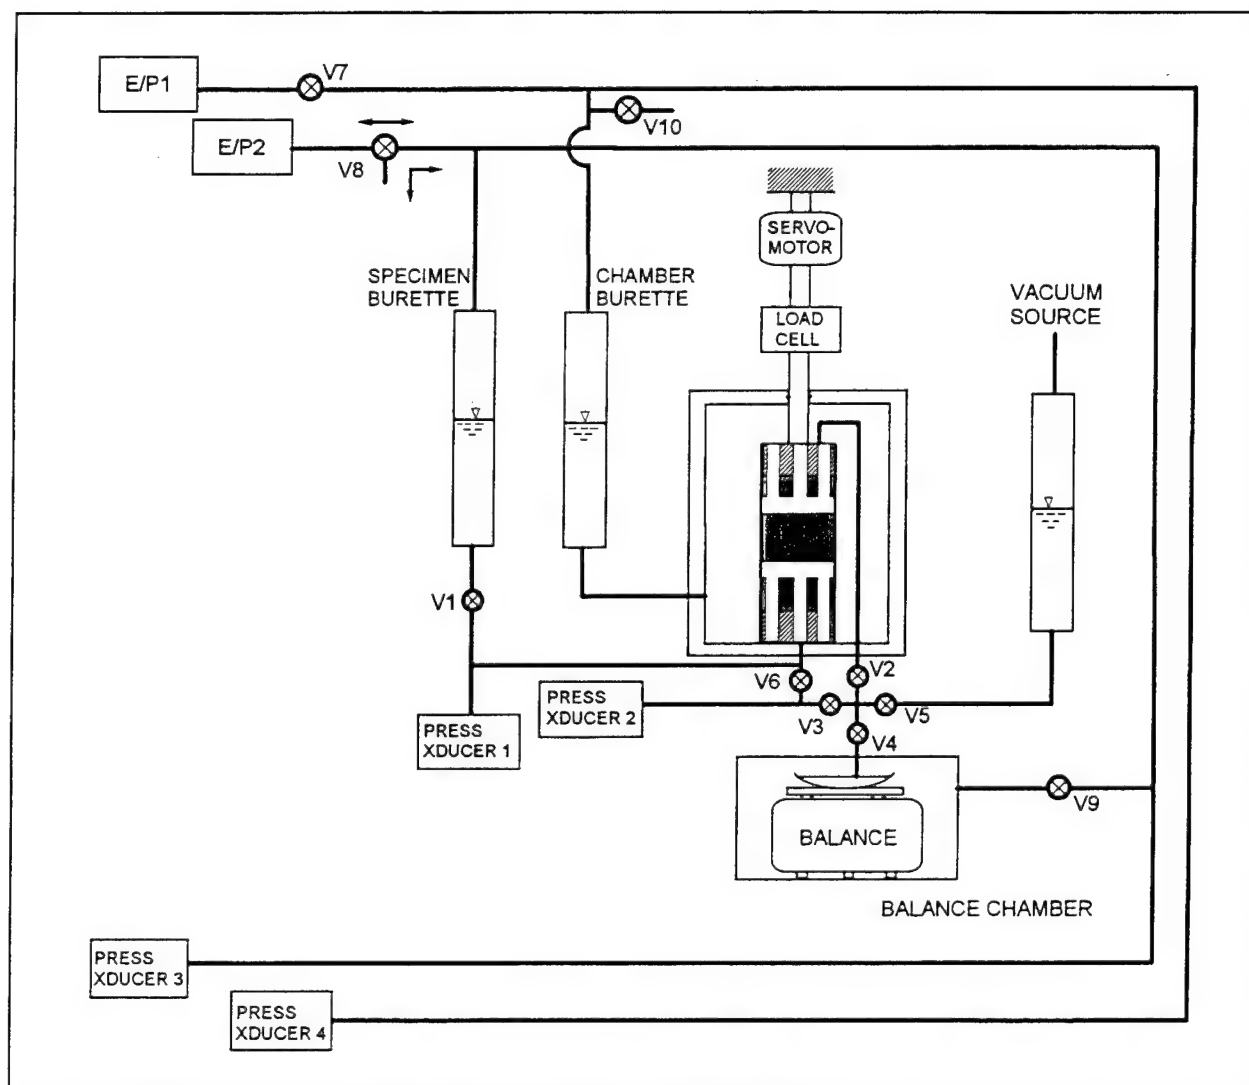 E/P1
V7
V10
E/P2
V8
SERVO-
MOTOR
SPECIMEN
BURETTE
CHAMBER
BURETTE
VACUUM
SOURCE
LOAD
CELL
V1
V2
V6
PRESS
XDUCER 2
V3
V5
PRESS
XDUCER 1
V4
V9
BALANCE
BALANCE CHAMBER
PRESS
XDUCER 3
PRESS
XDUCER 4